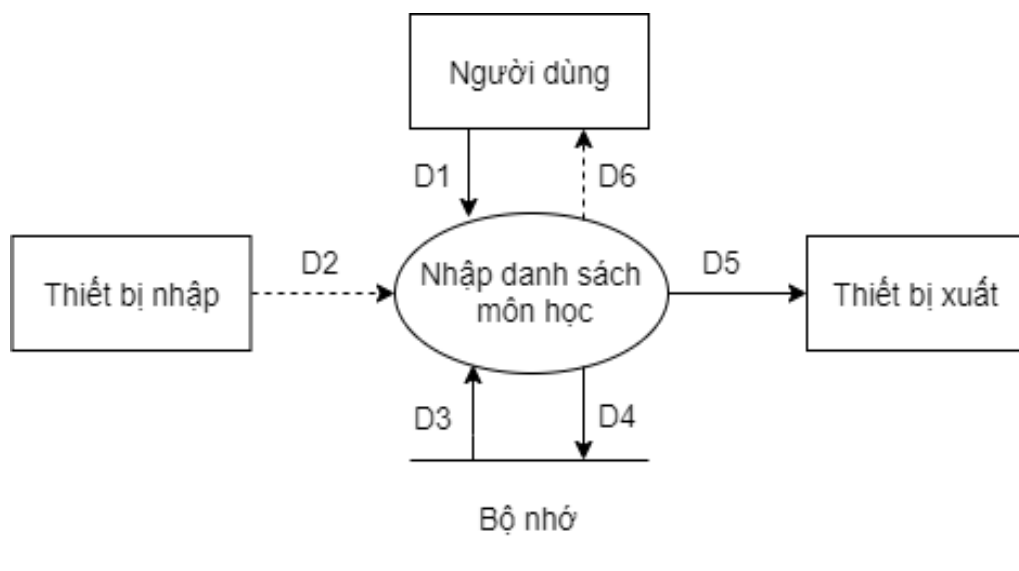 Người dùng
D1
D6
Thiết bị nhập
D2
Nhập danh sách
môn học
D5
Thiết bị xuất
D3
D4
Bộ nhớ